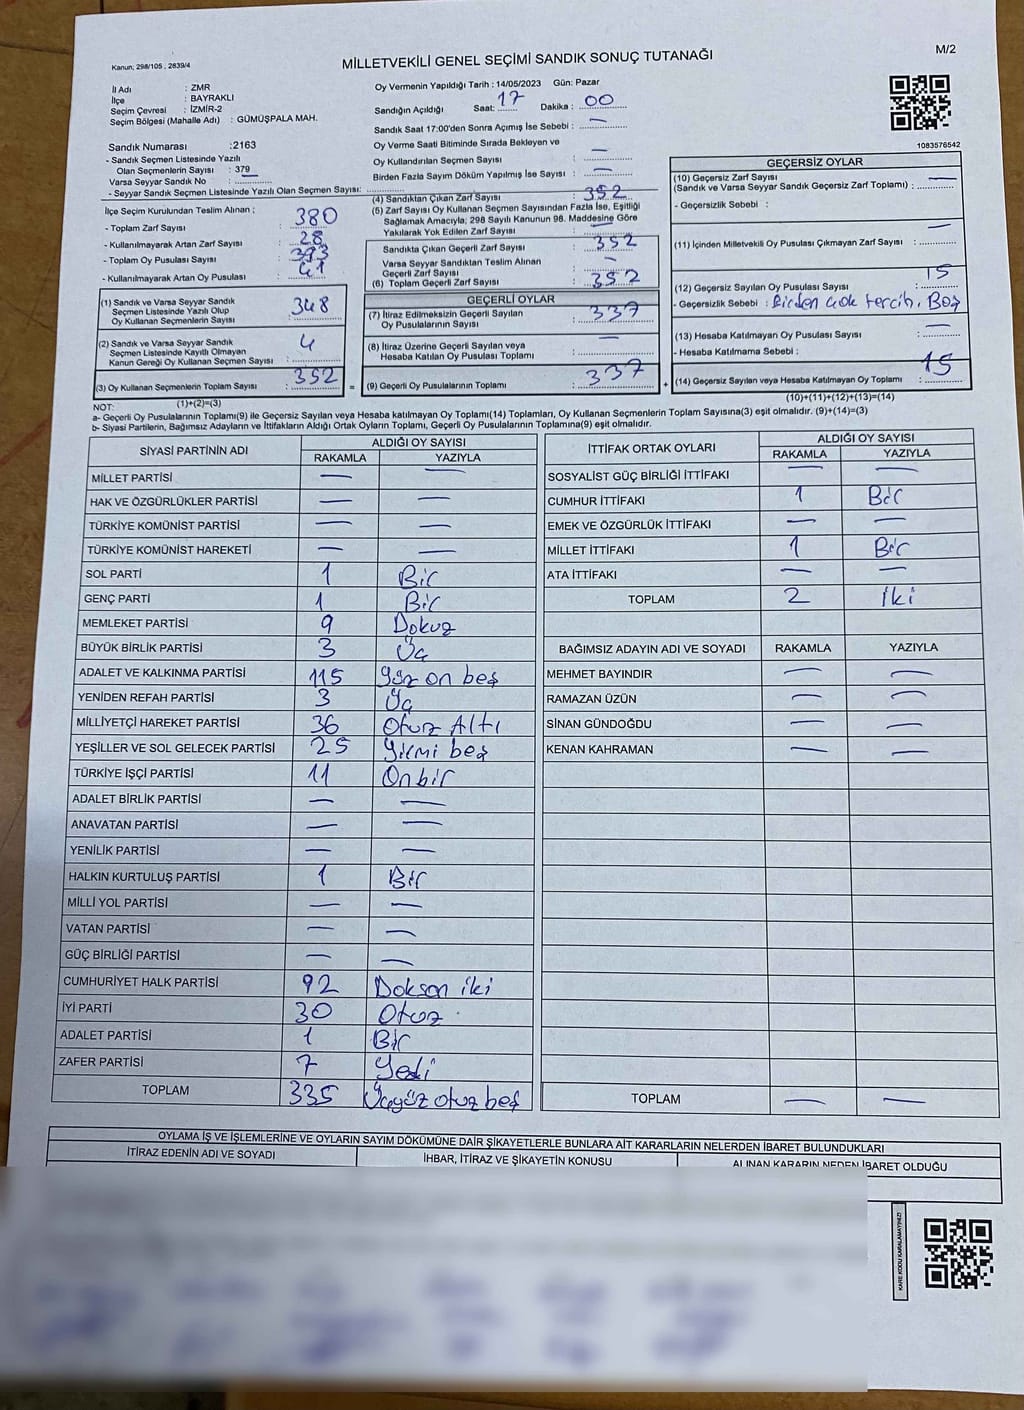 Kanun; 298/105 , 2839/4
MİLLETVEKİLİ GENEL SEÇİMİ SANDIK SONUÇ TUTANAĞI
M/2
İl Adı : ZMR
İlçe : BAYRAKLI
Seçim Çevresi : İZMİR-2
Seçim Bölgesi (Mahalle Adı) : GÜMÜŞPALA MAH.
Oy Vermenin Yapıldığı Tarih : 14/05/2023 Gün: Pazar
Sandığın Açıldığı Saat: 17 Dakika : 00
Sandık Saat 17:00'den Sonra Açımış İse Sebebi : —
Oy Verme Saati Bitiminde Sırada Bekleyen ve
Oy Kullandırılan Seçmen Sayısı : —
Birden Fazla Sayım Döküm Yapılmış İse Sayısı : —
1083576542
Sandık Numarası :2163
- Sandık Seçmen Listesinde Yazılı
Olan Seçmenlerin Sayısı : 379
Varsa Seyyar Sandık No : —
- Seyyar Sandık Seçmen Listesinde Yazılı Olan Seçmen Sayısı:
İlçe Seçim Kurulundan Teslim Alınan ;
- Toplam Zarf Sayısı : 380
- Kullanılmayarak Artan Zarf Sayısı : 28
- Toplam Oy Pusulası Sayısı : 393
- Kullanılmayarak Artan Oy Pusulası : 41
(1) Sandık ve Varsa Seyyar Sandık
Seçmen Listesinde Yazılı Olup
Oy Kullanan Seçmenlerin Sayısı 348
(2) Sandık ve Varsa Seyyar Sandık
Seçmen Listesinde Kayıtlı Olmayan
Kanun Gereği Oy Kullanan Seçmen Sayısı : 4
(3) Oy Kullanan Seçmenlerin Toplam Sayısı : 352 =
(1)+(2)=(3)
(4) Sandıktan Çıkan Zarf Sayısı : 352
(5) Zarf Sayısı Oy Kullanan Seçmen Sayısından Fazla İse, Eşitliği
Sağlamak Amacıyla; 298 Sayılı Kanunun 98. Maddesine Göre
Yakılarak Yok Edilen Zarf Sayısı : —
Sandıkta Çıkan Geçerli Zarf Sayısı : 352
Varsa Seyyar Sandıktan Teslim Alınan
Geçerli Zarf Sayısı : —
(6) Toplam Geçerli Zarf Sayısı : 352
GEÇERLİ OYLAR
(7) İtiraz Edilmeksizin Geçerli Sayılan
Oy Pusulalarının Sayısı : 337
(8) İtiraz Üzerine Geçerli Sayılan veya
Hesaba Katılan Oy Pusulası Toplamı : —
(9) Geçerli Oy Pusulalarının Toplamı : 337 +
GEÇERSİZ OYLAR
(10) Geçersiz Zarf Sayısı —
(Sandık ve Varsa Seyyar Sandık Geçersiz Zarf Toplamı) :
- Geçersizlik Sebebi :
(11) İçinden Milletvekili Oy Pusulası Çıkmayan Zarf Sayısı : —
(12) Geçersiz Sayılan Oy Pusulası Sayısı : 15
- Geçersizlik Sebebi : Birden çok tercih, Boş
(13) Hesaba Katılmayan Oy Pusulası Sayısı : —
- Hesaba Katılmama Sebebi :
(14) Geçersiz Sayılan veya Hesaba Katılmayan Oy Toplamı : 15
(10)+(11)+(12)+(13)=(14)
NOT:
a- Geçerli Oy Pusulaları Toplamı(9) ile Geçersiz Sayılan veya Hesaba katılmayan Oy Toplamı(14) Toplamları, Oy Kullanan Seçmenlerin Toplam Sayısına(3) eşit olmalıdır. (9)+(14)=(3)
b- Siyasi Partilerin, Bağımsız Adayların ve İttifakların Aldığı Ortak Oyların Toplamı, Geçerli Oy Pusulalarının Toplamına(9) eşit olmalıdır.
SİYASİ PARTİNİN ADI ALDIĞI OY SAYISI
RAKAMLA YAZIYLA
MİLLET PARTİSİ — —
HAK VE ÖZGÜRLÜKLER PARTİSİ — —
TÜRKİYE KOMÜNİST PARTİSİ — —
TÜRKİYE KOMÜNİST HAREKETİ — —
SOL PARTİ 1 Bir
GENÇ PARTİ 1 Bir
MEMLEKET PARTİSİ 9 Dokuz
BÜYÜK BİRLİK PARTİSİ 3 Üç
ADALET VE KALKINMA PARTİSİ 115 Yüz on beş
YENİDEN REFAH PARTİSİ 3 Üç
MİLLİYETÇİ HAREKET PARTİSİ 36 Otuz Altı
YEŞİLLER VE SOL GELECEK PARTİSİ 25 Yirmi beş
TÜRKİYE İŞÇİ PARTİSİ 11 Onbir
ADALET BİRLİK PARTİSİ — —
ANAVATAN PARTİSİ — —
YENİLİK PARTİSİ — —
HALKIN KURTULUŞ PARTİSİ 1 Bir
MİLLİ YOL PARTİSİ — —
VATAN PARTİSİ — —
GÜÇ BİRLİĞİ PARTİSİ — —
CUMHURİYET HALK PARTİSİ 92 Doksan iki
İYİ PARTİ 30 Otuz
ADALET PARTİSİ 1 Bir
ZAFER PARTİSİ 7 Yedi
TOPLAM 335 Üçyüz otuz beş
İTTİFAK ORTAK OYLARI ALDIĞI OY SAYISI
RAKAMLA YAZIYLA
SOSYALİST GÜÇ BİRLİĞİ İTTİFAKI — —
CUMHUR İTTİFAKI 1 Bir
EMEK VE ÖZGÜRLÜK İTTİFAKI — —
MİLLET İTTİFAKI 1 Bir
ATA İTTİFAKI — —
TOPLAM 2 İki
BAĞIMSIZ ADAYIN ADI VE SOYADI RAKAMLA YAZIYLA
MEHMET BAYINDIR — —
RAMAZAN ÜZÜN — —
SİNAN GÜNDOĞDU — —
KENAN KAHRAMAN — —
TOPLAM — —
OYLAMA İŞ VE İŞLEMLERİNE VE OYLARIN SAYIM DÖKÜMÜNE DAİR ŞİKAYETLERLE BUNLARA AİT KARARLARIN NELERDEN İBARET BULUNDUKLARI
İTİRAZ EDENİN ADI VE SOYADI İHBAR, İTİRAZ VE ŞİKAYETİN KONUSU ALINAN KARARIN NEDEN İBARET OLDUĞU
KARE KODU KARALAMAYINIZ!